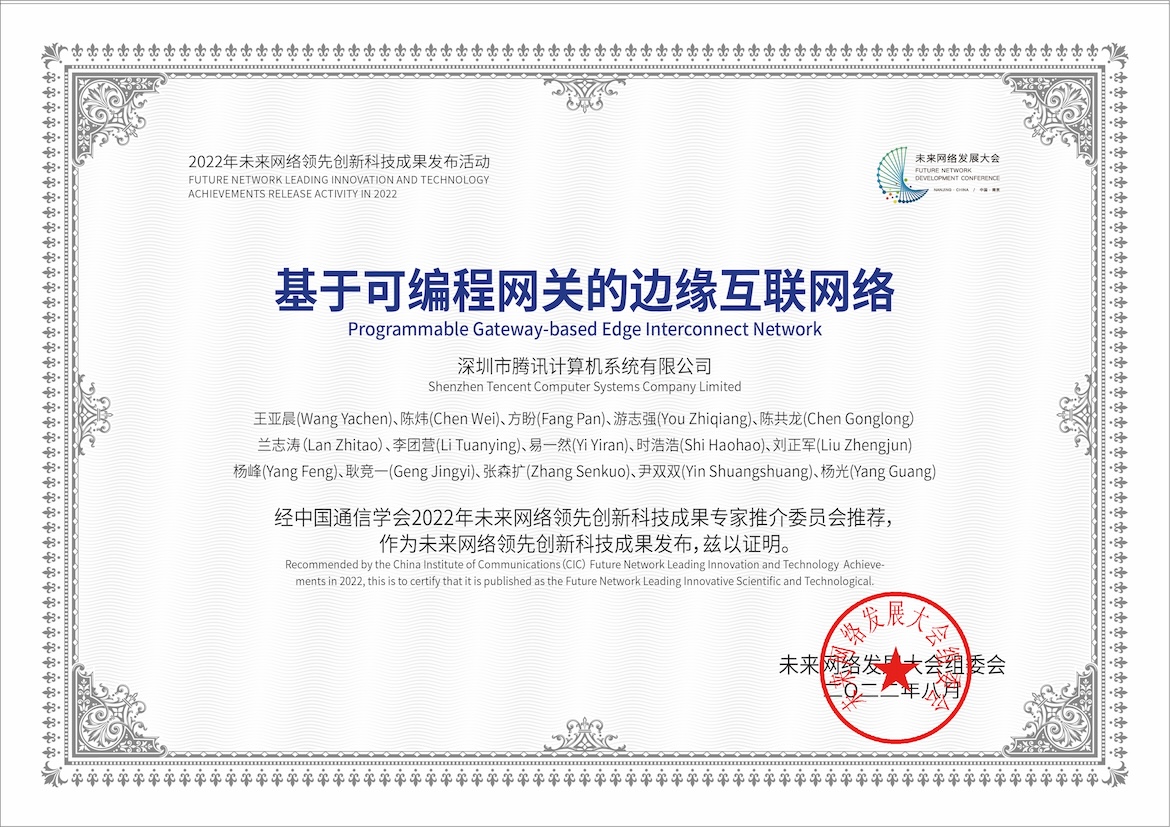 2022年未来网络领先创新科技成果发布活动
FUTURE NETWORK LEADING INNOVATION AND TECHNOLOGY
ACHIEVEMENTS RELEASE ACTIVITY IN 2022
未来网络发展大会
FUTURE NETWORK
DEVELOPMENT CONFERENCE
NANJING · CHINA / 中国 · 南京
基于可编程网关的边缘互联网络
Programmable Gateway-based Edge Interconnect Network
深圳市腾讯计算机系统有限公司
Shenzhen Tencent Computer Systems Company Limited
王亚晨(Wang Yachen)、陈炜(Chen Wei)、方盼(Fang Pan)、游志强(You Zhiqiang)、陈共龙(Chen Gonglong)
兰志涛(Lan Zhitao)、李团营(Li Tuanying)、易一然(Yi Yiran)、时浩浩(Shi Haohao)、刘正军(Liu Zhengjun)
杨峰(Yang Feng)、耿竞一(Geng Jingyi)、张森扩(Zhang Senkuo)、尹双双(Yin Shuangshuang)、杨光(Yang Guang)
经中国通信学会2022年未来网络领先创新科技成果专家推介委员会推荐，
作为未来网络领先创新科技成果发布，兹以证明。
Recommended by the China Institute of Communications（CIC）Future Network Leading Innovation and Technology Achieve-
ments in 2022, this is to certify that it is published as the Future Network Leading Innovative Scientific and Technological.
未来网络发展大会组委会
未来网络发展大会组委会
二〇二二年八月